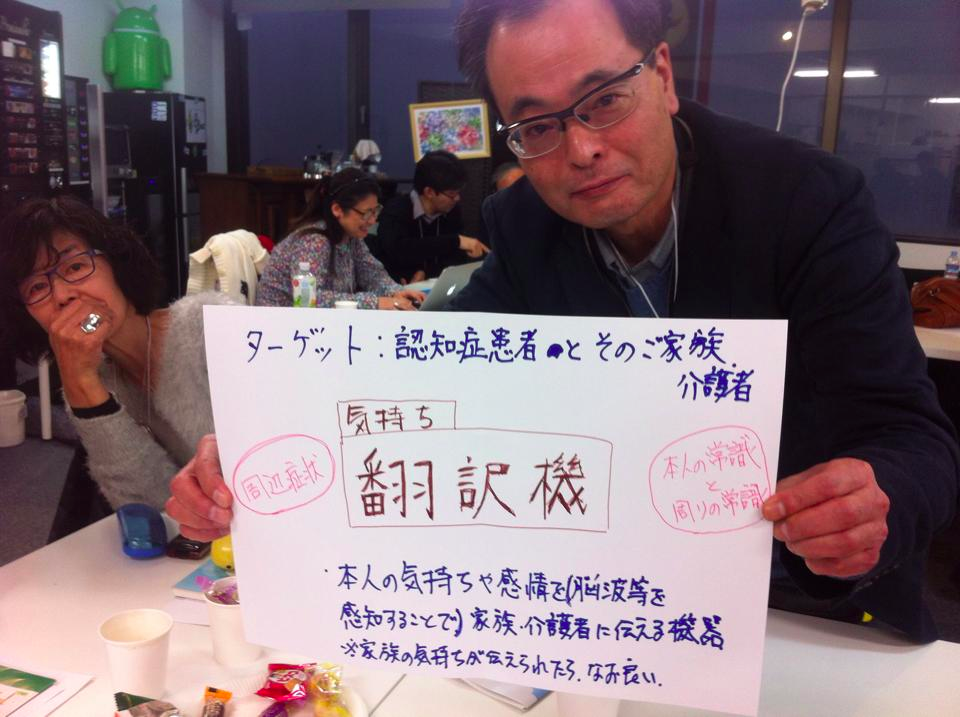 ターゲット：認知症患者とそのご家族
介護者
気持ち
翻訳機
周辺症状
本人の常識
と
周りの常識
・本人の気持ちや感情を(脳波等を
感知することで)家族・介護者に伝える機器
※家族の気持ちが伝えられたら、なお良い.